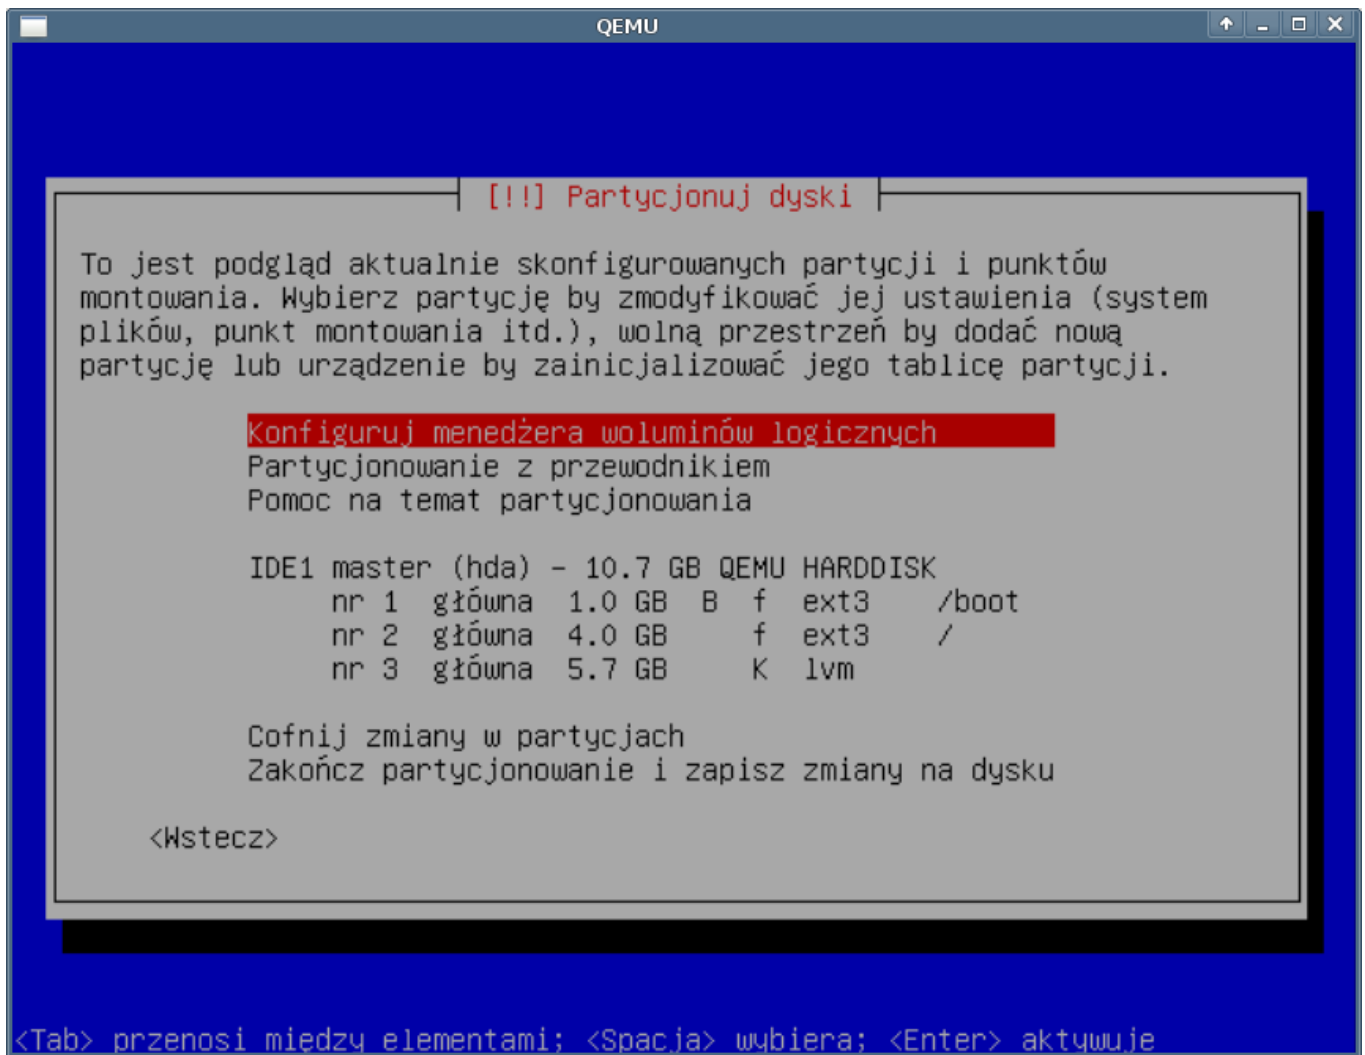 QEMU
[!!] Partycjonuj dyski
To jest podgląd aktualnie skonfigurowanych partycji i punktów
montowania. Wybierz partycję by zmodyfikować jej ustawienia (system
plików, punkt montowania itd.), wolną przestrzeń by dodać nową
partycję lub urządzenie by zainicjalizować jego tablicę partycji.
Konfiguruj menedżera woluminów logicznych
Partycjonowanie z przewodnikiem
Pomoc na temat partycjonowania
IDE1 master (hda) – 10.7 GB QEMU HARDDISK
nr 1 główna 1.0 GB B f ext3 /boot
nr 2 główna 4.0 GB f ext3 /
nr 3 główna 5.7 GB K lvm
Cofnij zmiany w partycjach
Zakończ partycjonowanie i zapisz zmiany na dysku
<Wstecz>
<Tab> przenosi między elementami; <Spacja> wybiera; <Enter> aktywuje